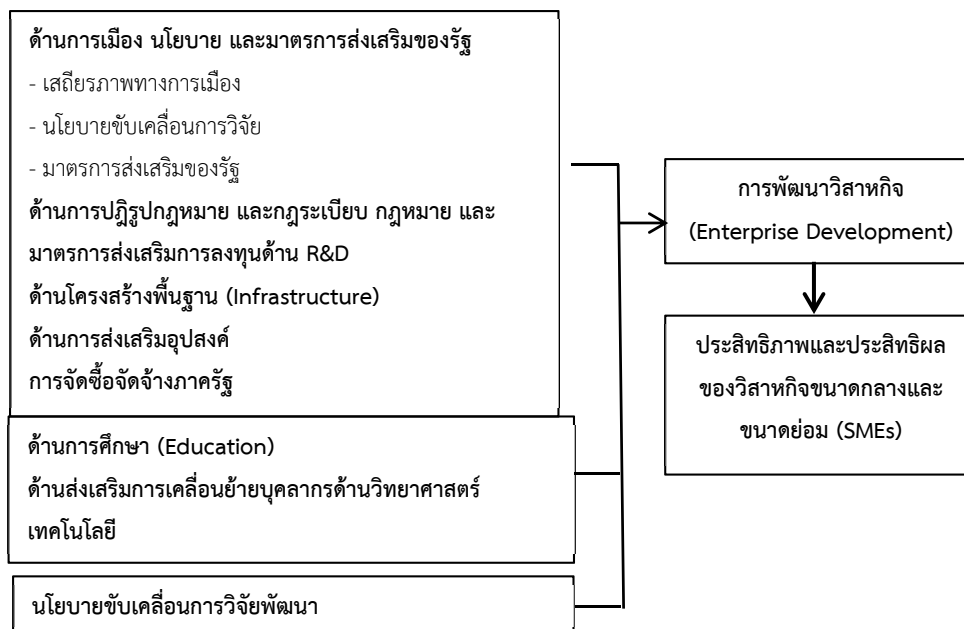 ด้านการเมือง นโยบาย และมาตรการส่งเสริมของรัฐ
- เสถียรภาพทางการเมือง
- นโยบายขับเคลื่อนการวิจัย
- มาตรการส่งเสริมของรัฐ
ด้านการปฎิรูปกฎหมาย และกฎระเบียบ กฎหมาย และ
มาตรการส่งเสริมการลงทุนด้าน R&D
ด้านโครงสร้างพื้นฐาน (Infrastructure)
ด้านการส่งเสริมอุปสงค์
การจัดซื้อจัดจ้างภาครัฐ
ด้านการศึกษา (Education)
ด้านส่งเสริมการเคลื่อนย้ายบุคลากรด้านวิทยาศาสตร์
เทคโนโลยี
นโยบายขับเคลื่อนการวิจัยพัฒนา
การพัฒนาวิสาหกิจ
(Enterprise Development)
ประสิทธิภาพและประสิทธิผล
ของวิสาหกิจขนาดกลางและ
ขนาดย่อม (SMEs)